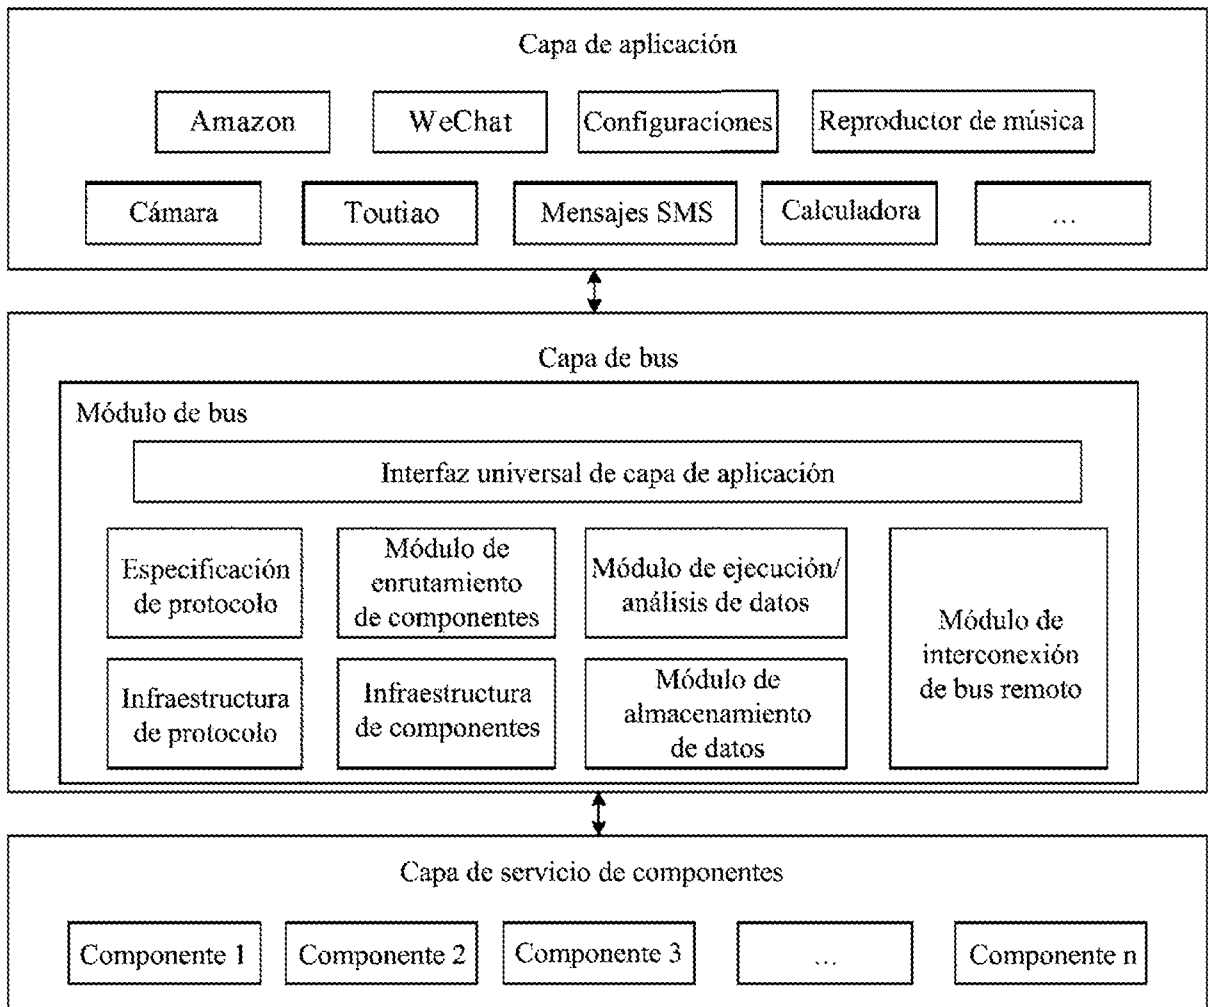 Capa de aplicación
Amazon
WeChat
Configuraciones
Reproductor de música
Cámara
Toutiao
Mensajes SMS
Calculadora
...
Capa de bus
Módulo de bus
Interfaz universal de capa de aplicación
Especificación
de protocolo
Módulo de
enrutamiento
de componentes
Módulo de ejecución/
análisis de datos
Módulo de
interconexión
de bus remoto
Infraestructura
de protocolo
Infraestructura
de componentes
Módulo de
almacenamiento
de datos
Capa de servicio de componentes
Componente 1
Componente 2
Componente 3
...
Componente n